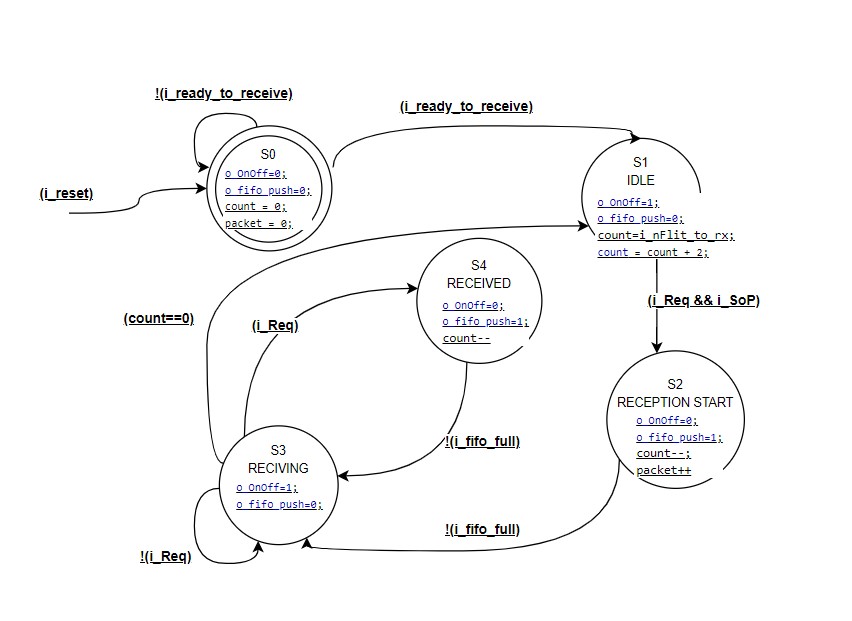 !(i_ready_to_receive)
(i_ready_to_receive)
(i_reset)
S0
o_OnOff=0;
o_fifo_push=0;
count = 0;
packet = 0;
S1
IDLE
o_OnOff=1;
o_fifo_push=0;
count=i_nFlit_to_rx;
count = count + 2;
(count==0)
(i_Req)
S4
RECEIVED
o_OnOff=0;
o_fifo_push=1;
count--
(i_Req && i_SoP)
S2
RECEPTION START
o_OnOff=0;
o_fifo_push=1;
count--;
packet++
!(i_fifo_full)
S3
RECIVING
o_OnOff=1;
o_fifo_push=0;
!(i_fifo_full)
!(i_Req)